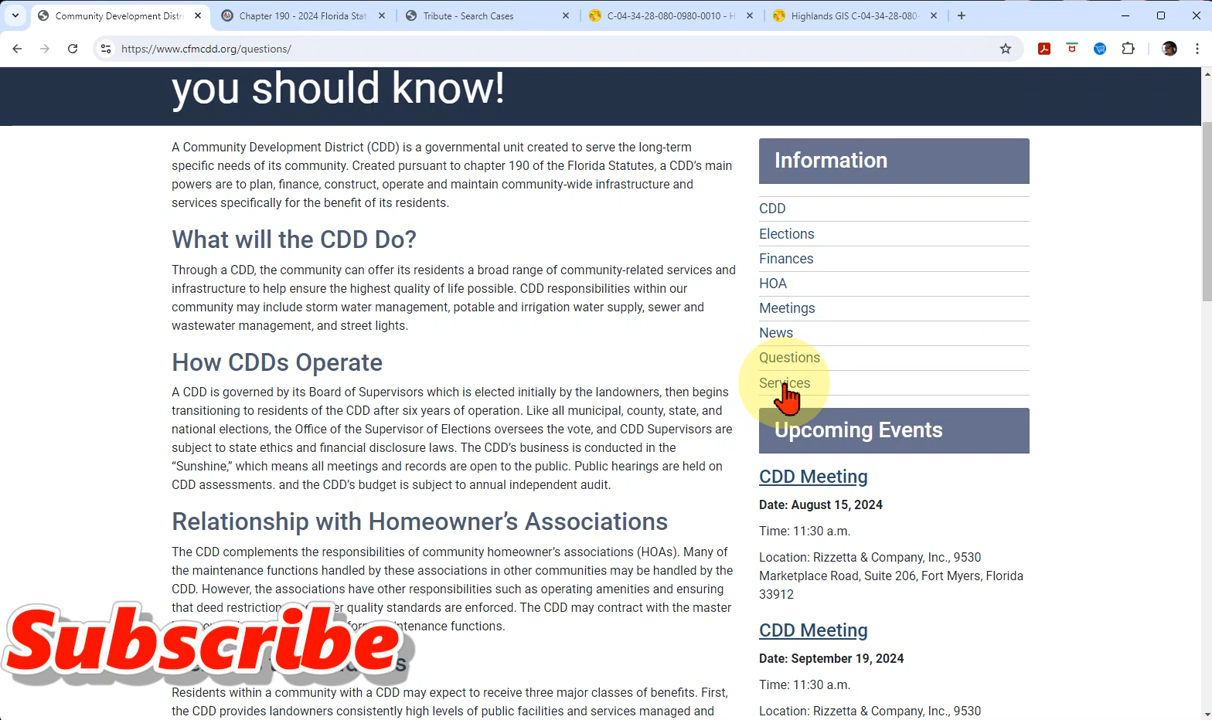 Community Development Distri
Chapter 190 - 2024 Florida Stat
Tribute - Search Cases
C-04-34-28-080-0980-0010 - H
Highlands GIS C-04-34-28-080-
https://www.cfmcdd.org/questions/
you should know!
A Community Development District (CDD) is a governmental unit created to serve the long-term
specific needs of its community. Created pursuant to chapter 190 of the Florida Statutes, a CDD's main
powers are to plan, finance, construct, operate and maintain community-wide infrastructure and
services specifically for the benefit of its residents.
What will the CDD Do?
Through a CDD, the community can offer its residents a broad range of community-related services and
infrastructure to help ensure the highest quality of life possible. CDD responsibilities within our
community may include storm water management, potable and irrigation water supply, sewer and
wastewater management, and street lights.
How CDDs Operate
A CDD is governed by its Board of Supervisors which is elected initially by the landowners, then begins
transitioning to residents of the CDD after six years of operation. Like all municipal, county, state, and
national elections, the Office of the Supervisor of Elections oversees the vote, and CDD Supervisors are
subject to state ethics and financial disclosure laws. The CDD's business is conducted in the
“Sunshine,” which means all meetings and records are open to the public. Public hearings are held on
CDD assessments. and the CDD's budget is subject to annual independent audit.
Relationship with Homeowner's Associations
The CDD complements the responsibilities of community homeowner's associations (HOAs). Many of
the maintenance functions handled by these associations in other communities may be handled by the
CDD. However, the associations have other responsibilities such as operating amenities and ensuring
that deed restriction quality standards are enforced. The CDD may contract with the master
maintenance functions.
Subscribe
Residents within a community with a CDD may expect to receive three major classes of benefits. First,
the CDD provides landowners consistently high levels of public facilities and services managed and
Information
CDD
Elections
Finances
HOA
Meetings
News
Questions
Services
Upcoming Events
CDD Meeting
Date: August 15, 2024
Time: 11:30 a.m.
Location: Rizzetta & Company, Inc., 9530
Marketplace Road, Suite 206, Fort Myers, Florida
33912
CDD Meeting
Date: September 19, 2024
Time: 11:30 a.m.
Location: Rizzetta & Company, Inc., 9530